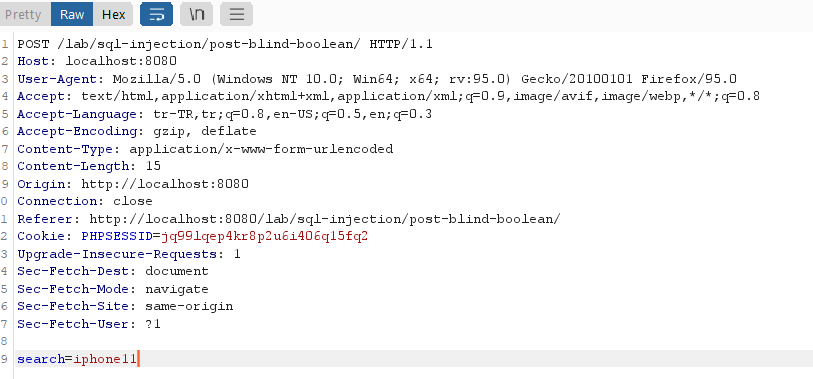 Pretty Raw Hex \n
1 POST /lab/sql-injection/post-blind-boolean/ HTTP/1.1
2 Host: localhost:8080
3 User-Agent: Mozilla/5.0 (Windows NT 10.0; Win64; x64; rv:95.0) Gecko/20100101 Firefox/95.0
4 Accept: text/html,application/xhtml+xml,application/xml;q=0.9,image/avif,image/webp,*/*;q=0.8
5 Accept-Language: tr-TR,tr;q=0.8,en-US;q=0.5,en;q=0.3
6 Accept-Encoding: gzip, deflate
7 Content-Type: application/x-www-form-urlencoded
8 Content-Length: 15
9 Origin: http://localhost:8080
0 Connection: close
1 Referer: http://localhost:8080/lab/sql-injection/post-blind-boolean/
2 Cookie: PHPSESSID=jq99lqep4kr8p2u6i406q15fq2
3 Upgrade-Insecure-Requests: 1
4 Sec-Fetch-Dest: document
5 Sec-Fetch-Mode: navigate
6 Sec-Fetch-Site: same-origin
7 Sec-Fetch-User: ?1
8
9 search=iphone11